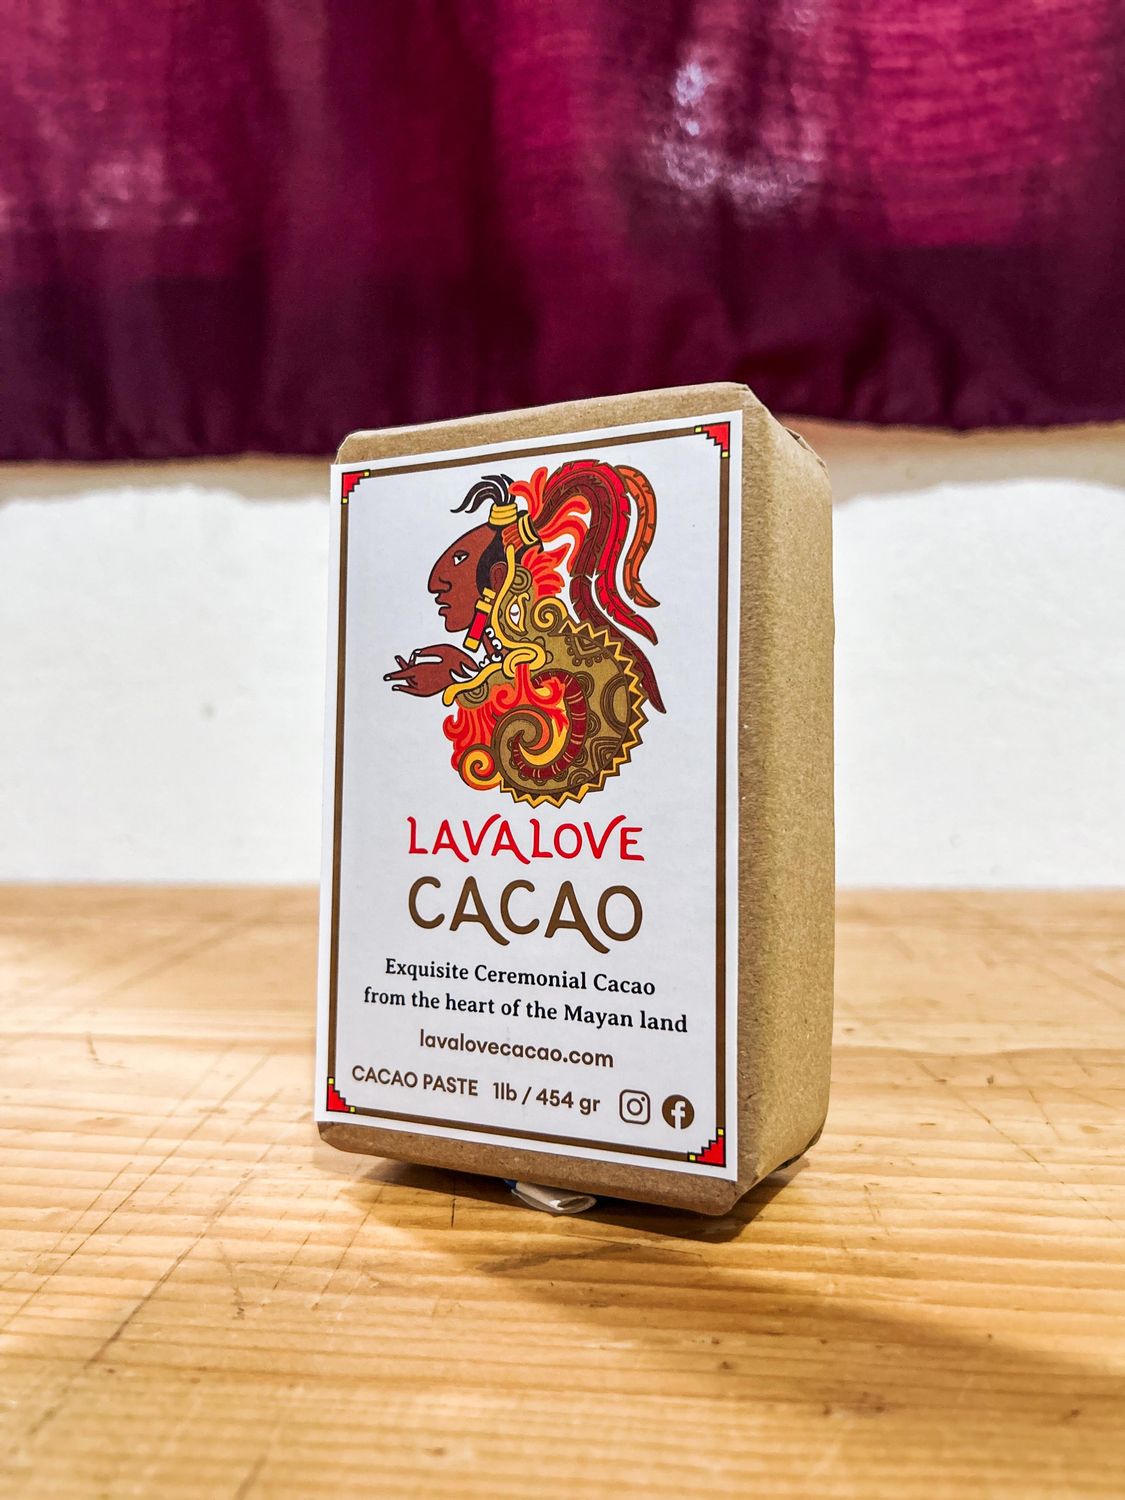 LAVALOVE
CACAO
Exquisite Ceremonial Cacao
from the heart of the Mayan land
lavalovecacao.com
CACAO PASTE 1lb / 454 gr